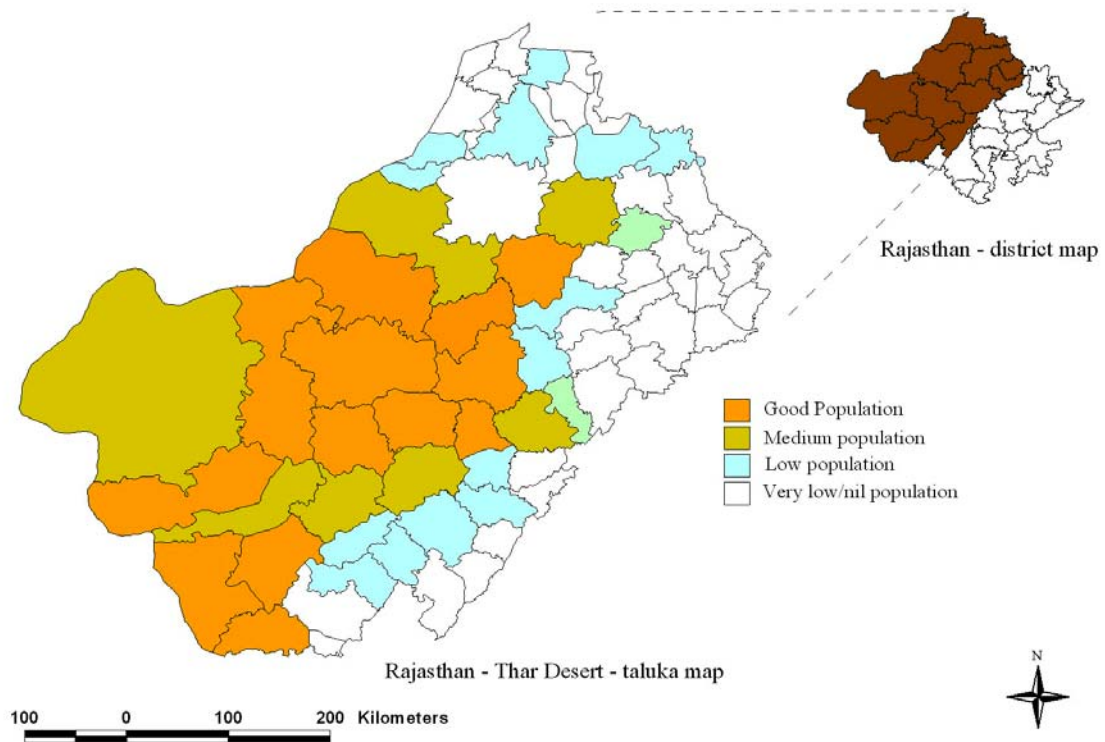 Rajasthan - district map
Good Population
Medium population
Low population
Very low/nil population
Rajasthan - Thar Desert - taluka map
N
100 0 100 200 Kilometers